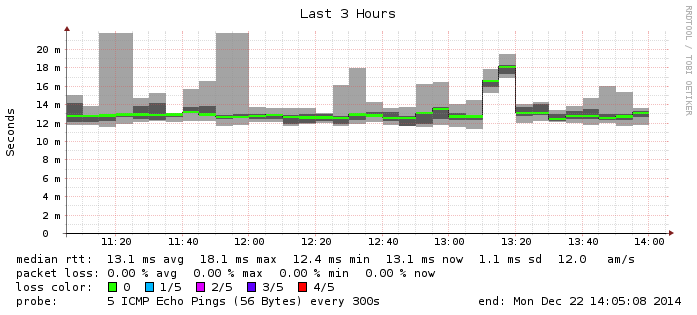 Last 3 Hours
RRDTOOL / TOBI OETIKER
Seconds
20 m
18 m
16 m
14 m
12 m
10 m
8 m
6 m
4 m
2 m
0
11:20 11:40 12:00 12:20 12:40 13:00 13:20 13:40 14:00
median rtt: 13.1 ms avg 18.1 ms max 12.4 ms min 13.1 ms now 1.1 ms sd 12.0 am/s
packet loss: 0.00 % avg 0.00 % max 0.00 % min 0.00 % now
loss color: 0 1/5 2/5 3/5 4/5
probe: 5 ICMP Echo Pings (56 Bytes) every 300s end: Mon Dec 22 14:05:08 2014